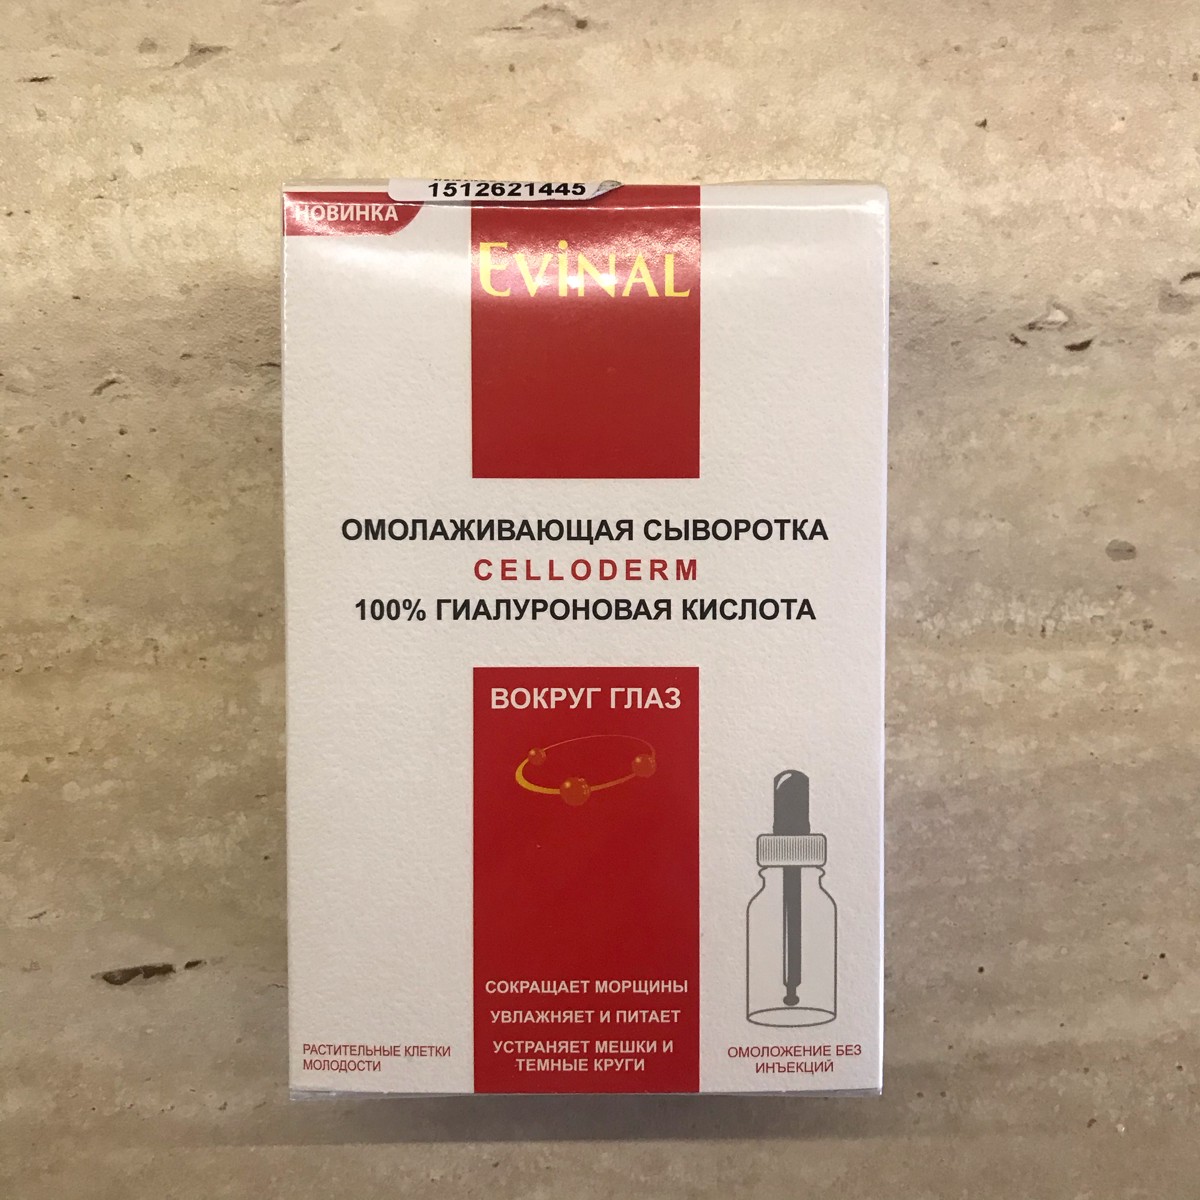 1512621445
НОВИНКА
EViNAL
ОМОЛАЖИВАЮЩАЯ СЫВОРОТКА
CELLODERM
100% ГИАЛУРОНОВАЯ КИСЛОТА
ВОКРУГ ГЛАЗ
СОКРАЩАЕТ МОРЩИНЫ
УВЛАЖНЯЕТ И ПИТАЕТ
УСТРАНЯЕТ МЕШКИ И
ТЕМНЫЕ КРУГИ
РАСТИТЕЛЬНЫЕ КЛЕТКИ
МОЛОДОСТИ
ОМОЛОЖЕНИЕ БЕЗ
ИНЪЕКЦИЙ